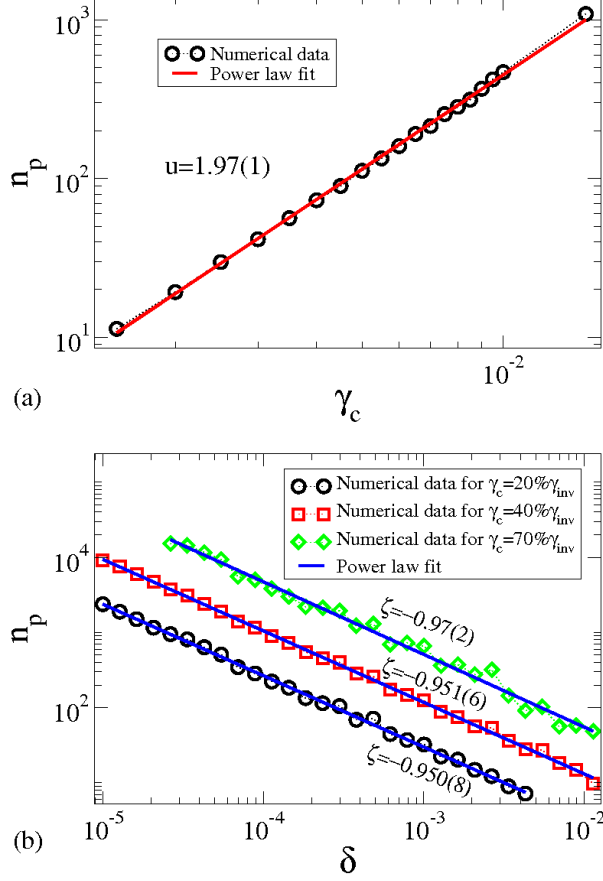 10^3
Numerical data
Power law fit
n_p
10^2
u=1.97(1)
10^1
10^-2
(a)
γ_c
Numerical data for γ_c=20%γ_inv
Numerical data for γ_c=40%γ_inv
Numerical data for γ_c=70%γ_inv
Power law fit
10^4
n_p
ζ=-0.97(2)
ζ=-0.951(6)
10^2
ζ=-0.950(8)
10^-5
10^-4
10^-3
10^-2
(b)
δ